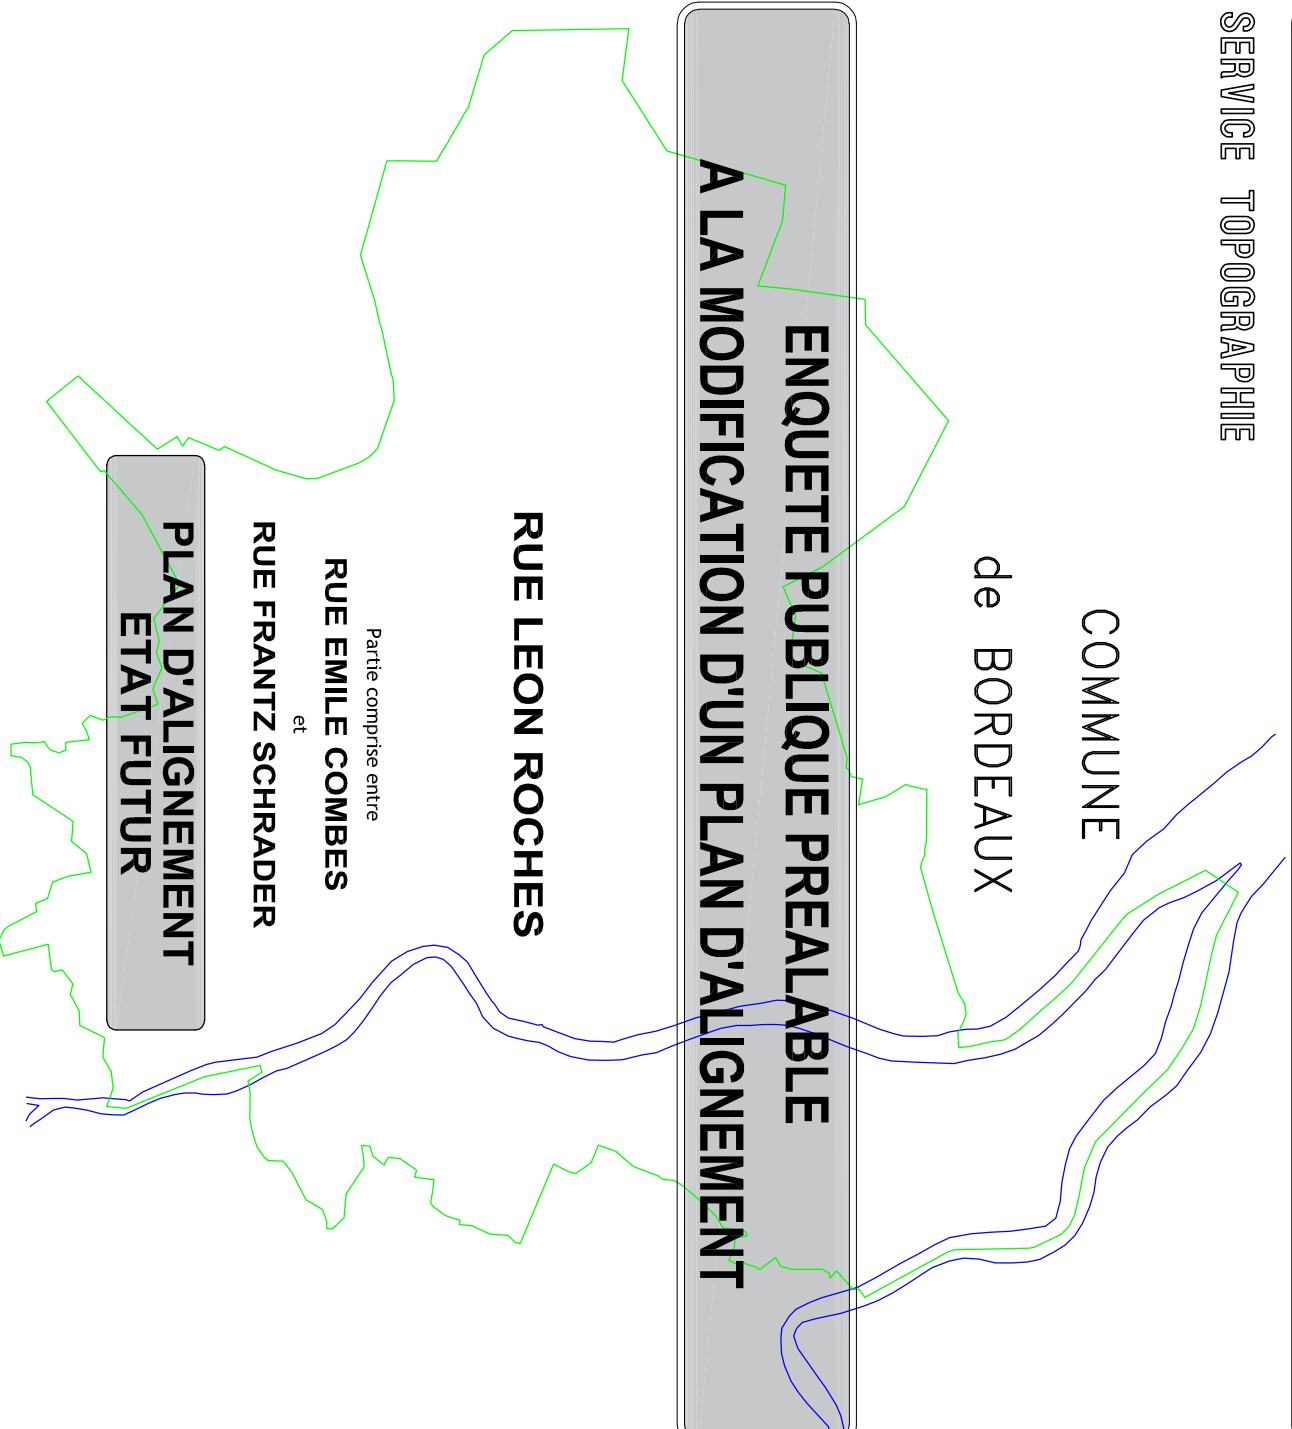 SERVICE TOPOGRAPHIE
COMMUNE
de BORDEAUX
ENQUETE PUBLIQUE PREALABLE
A LA MODIFICATION D'UN PLAN D'ALIGNEMENT
RUE LEON ROCHES
Partie comprise entre
RUE EMILE COMBES
et
RUE FRANTZ SCHRADER
PLAN D'ALIGNEMENT
ETAT FUTUR